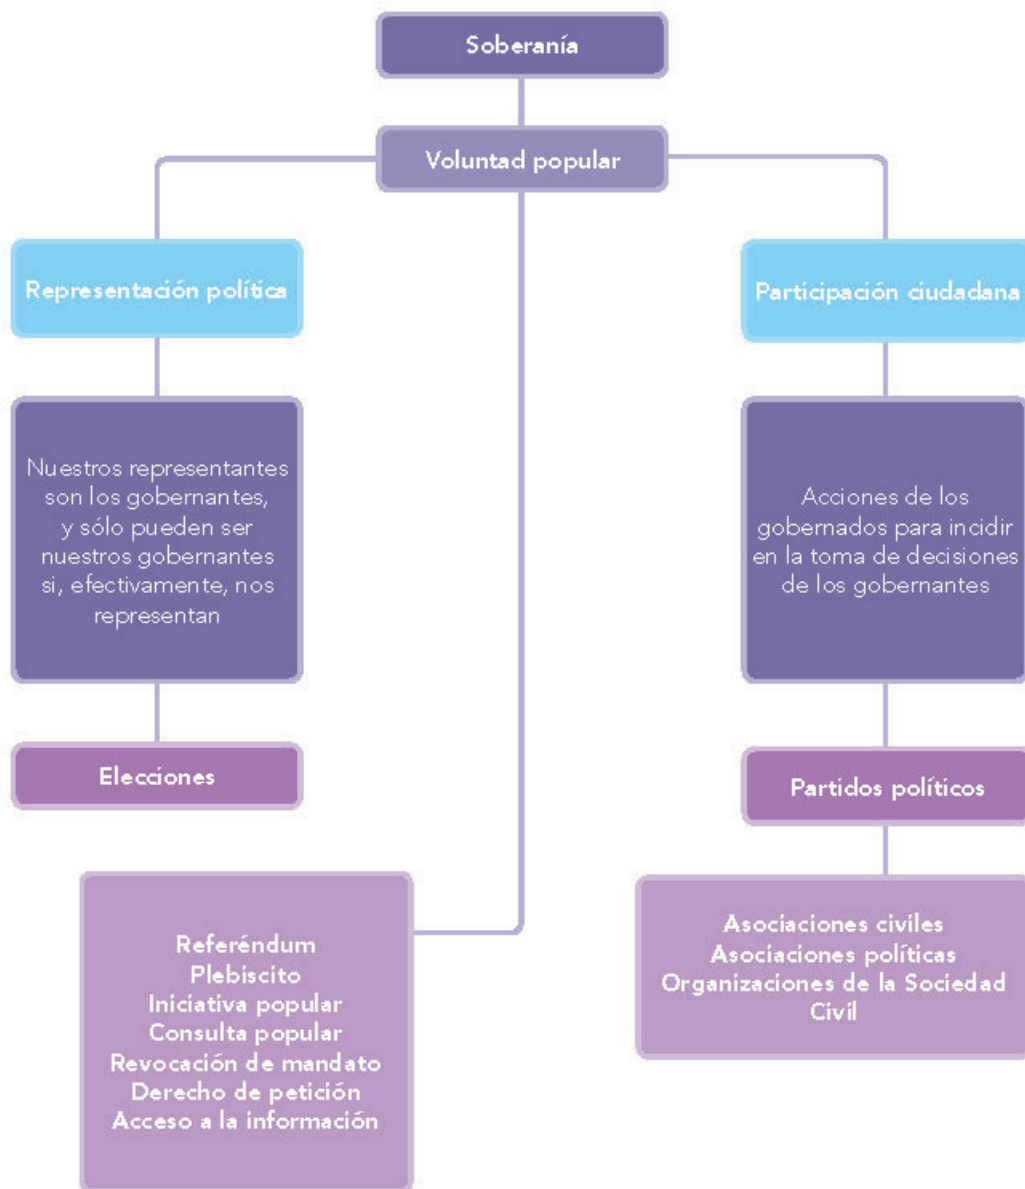 Soberanía
Voluntad popular
Representación política
Participación ciudadana
Nuestros representantes
son los gobernantes,
y sólo pueden ser
nuestros gobernantes
si, efectivamente, nos
representan
Acciones de los
gobernados para incidir
en la toma de decisiones
de los gobernantes
Elecciones
Partidos políticos
Referéndum
Plebiscito
Iniciativa popular
Consulta popular
Revocación de mandato
Derecho de petición
Acceso a la información
Asociaciones civiles
Asociaciones políticas
Organizaciones de la Sociedad
Civil